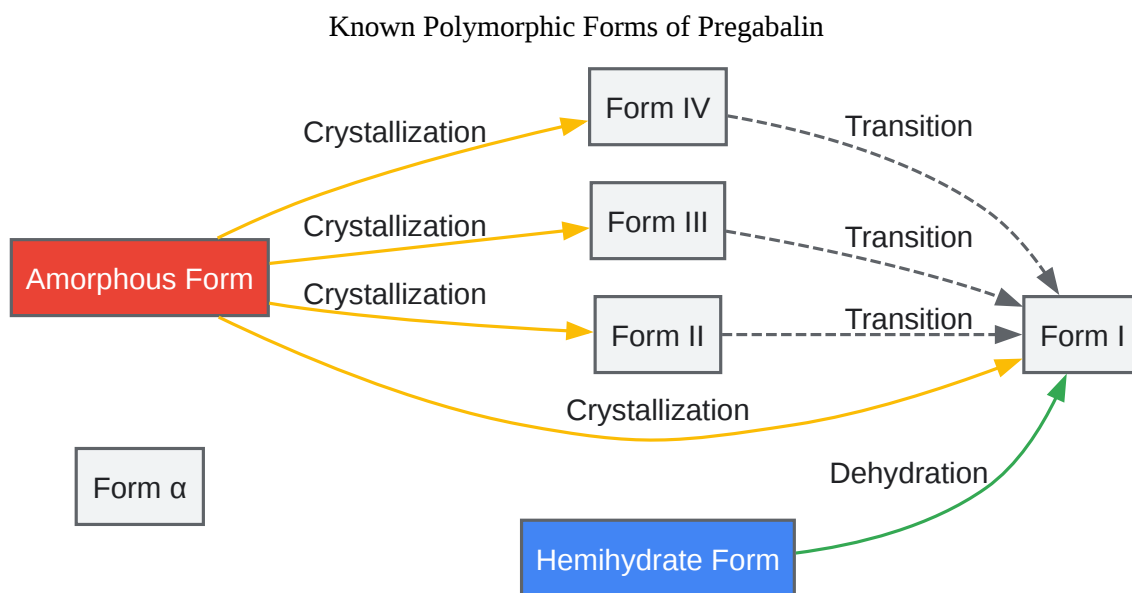 Known Polymorphic Forms of Pregabalin
Form IV
Crystallization
Transition
Form III
Crystallization
Transition
Amorphous Form
Crystallization
Form II
Transition
Form I
Crystallization
Form α
Dehydration
Hemihydrate Form